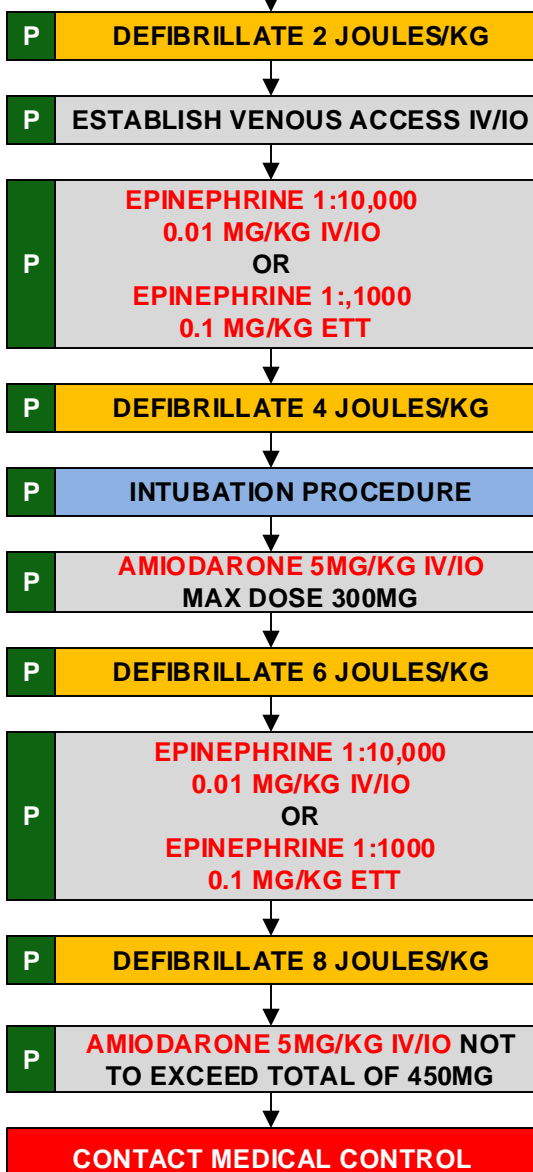 P DEFIBRILLATE 2 JOULES/KG
P ESTABLISH VENOUS ACCESS IV/IO
EPINEPHRINE 1:10,000
0.01 MG/KG IV/IO
P OR
EPINEPHRINE 1:,1000
0.1 MG/KG ETT
P DEFIBRILLATE 4 JOULES/KG
P INTUBATION PROCEDURE
P AMIODARONE 5MG/KG IV/IO
MAX DOSE 300MG
P DEFIBRILLATE 6 JOULES/KG
EPINEPHRINE 1:10,000
0.01 MG/KG IV/IO
P OR
EPINEPHRINE 1:1000
0.1 MG/KG ETT
P DEFIBRILLATE 8 JOULES/KG
P AMIODARONE 5MG/KG IV/IO NOT
TO EXCEED TOTAL OF 450MG
CONTACT MEDICAL CONTROL